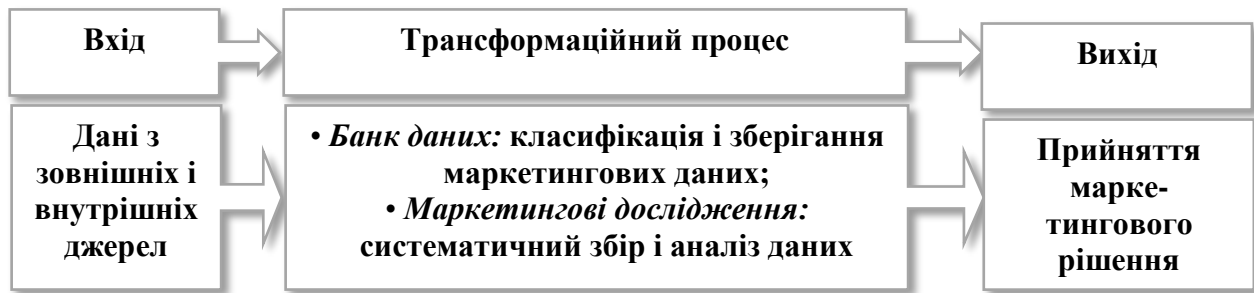 Вхід
Трансформаційний процес
Вихід
Дані з
зовнішніх і
внутрішніх
джерел
• Банк даних: класифікація і зберігання
маркетингових даних;
• Маркетингові дослідження:
систематичний збір і аналіз даних
Прийняття
марке-
тингового
рішення